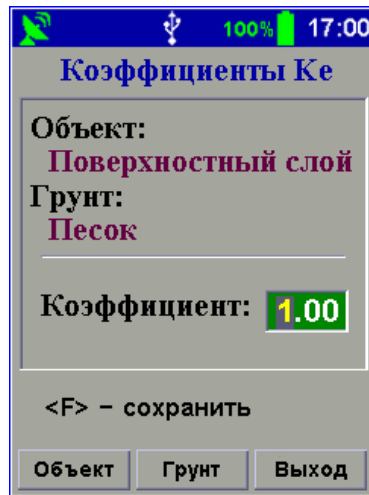 100% 17:00
Коэффициенты Ке
Объект:
Поверхностный слой
Грунт:
Песок
Коэффициент: 1.00
<F> - сохранить
Объект Грунт Выход